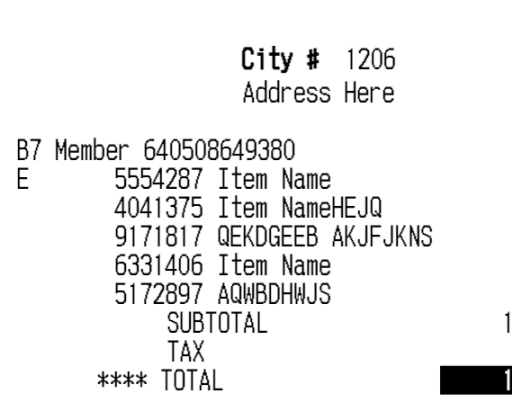 City # 1206
Address Here
B7 Member 640508649380
E 5554287 Item Name
4041375 Item NameHEJQ
9171817 QEKDGEEB AKJFJKNS
6331406 Item Name
5172897 AQWBDHWJS
SUBTOTAL 1
TAX
**** TOTAL 1